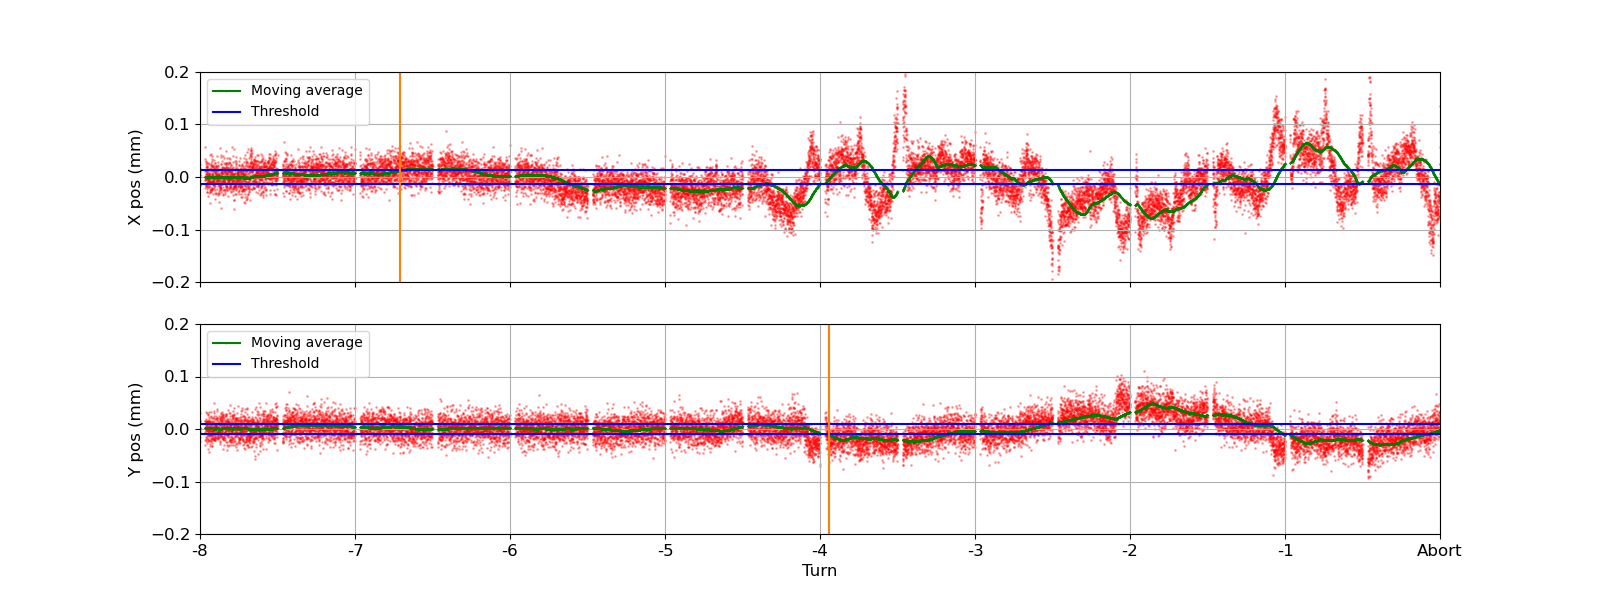 0.2
0.1
0.0
−0.1
−0.2
X pos (mm)
Moving average
Threshold
0.2
0.1
0.0
−0.1
−0.2
Y pos (mm)
Moving average
Threshold
-8 -7 -6 -5 -4 -3 -2 -1 Abort
Turn